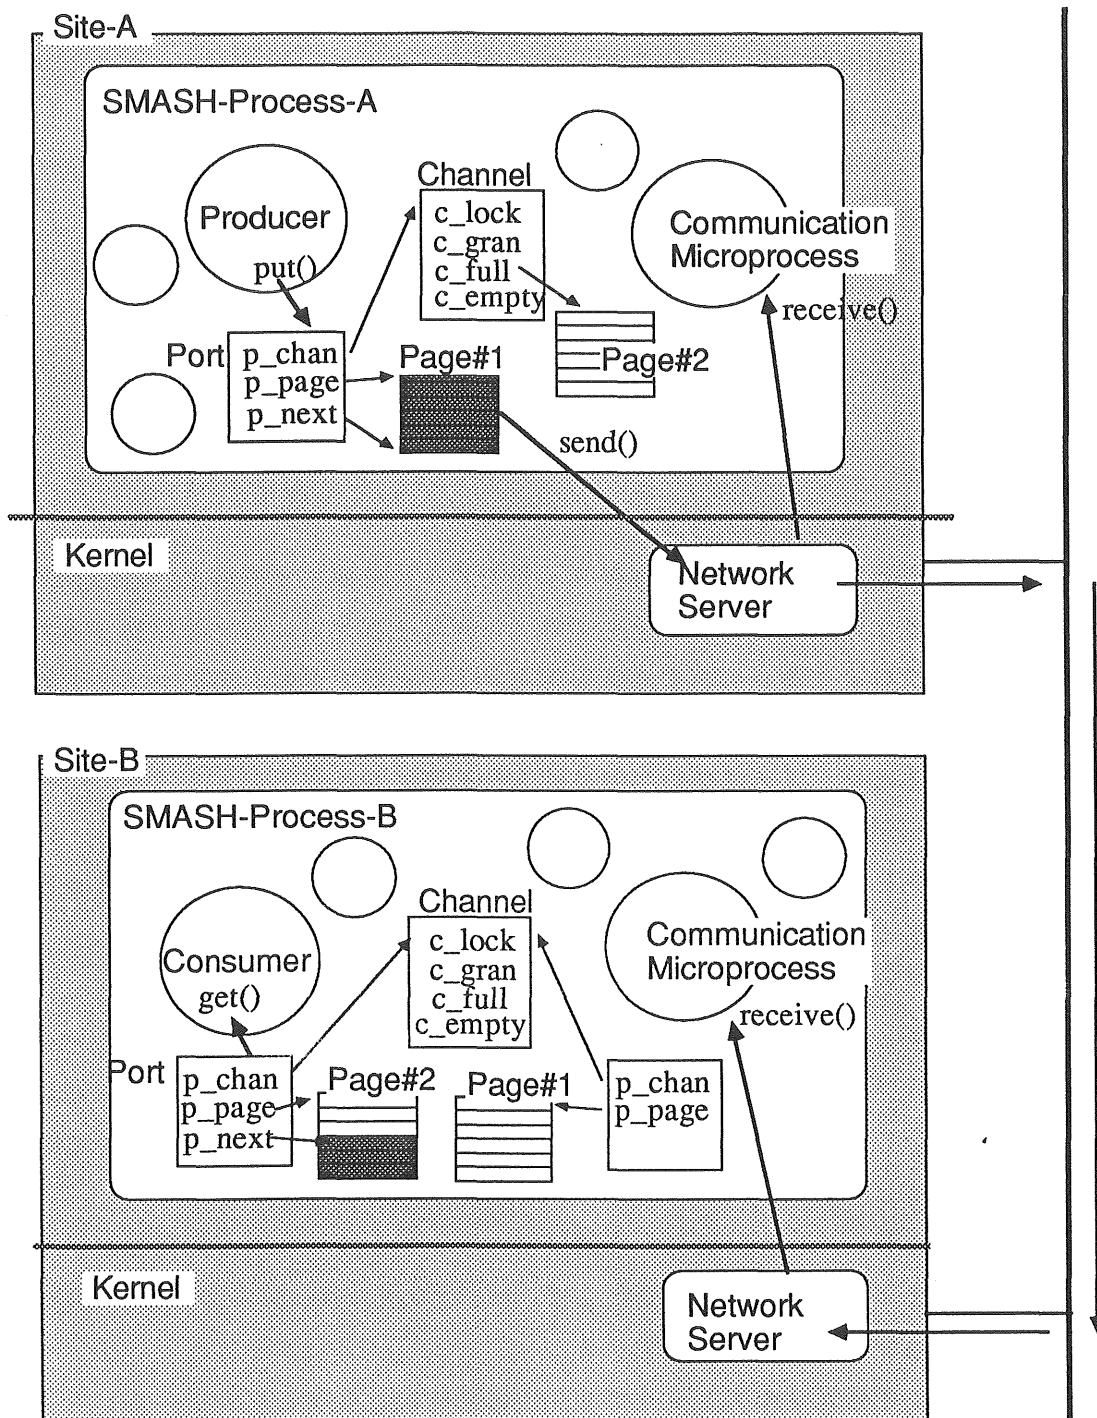 Site-A
SMASH-Process-A
Producer
put()
Channel
c_lock
c_gran
c_full
c_empty
Communication
Microprocess
receive()
Port
p_chan
p_page
p_next
Page#1
Page#2
send()
Kernel
Network
Server
Site-B
SMASH-Process-B
Consumer
get()
Channel
c_lock
c_gran
c_full
c_empty
Communication
Microprocess
receive()
Port
p_chan
p_page
p_next
Page#2
Page#1
p_chan
p_page
Kernel
Network
Server